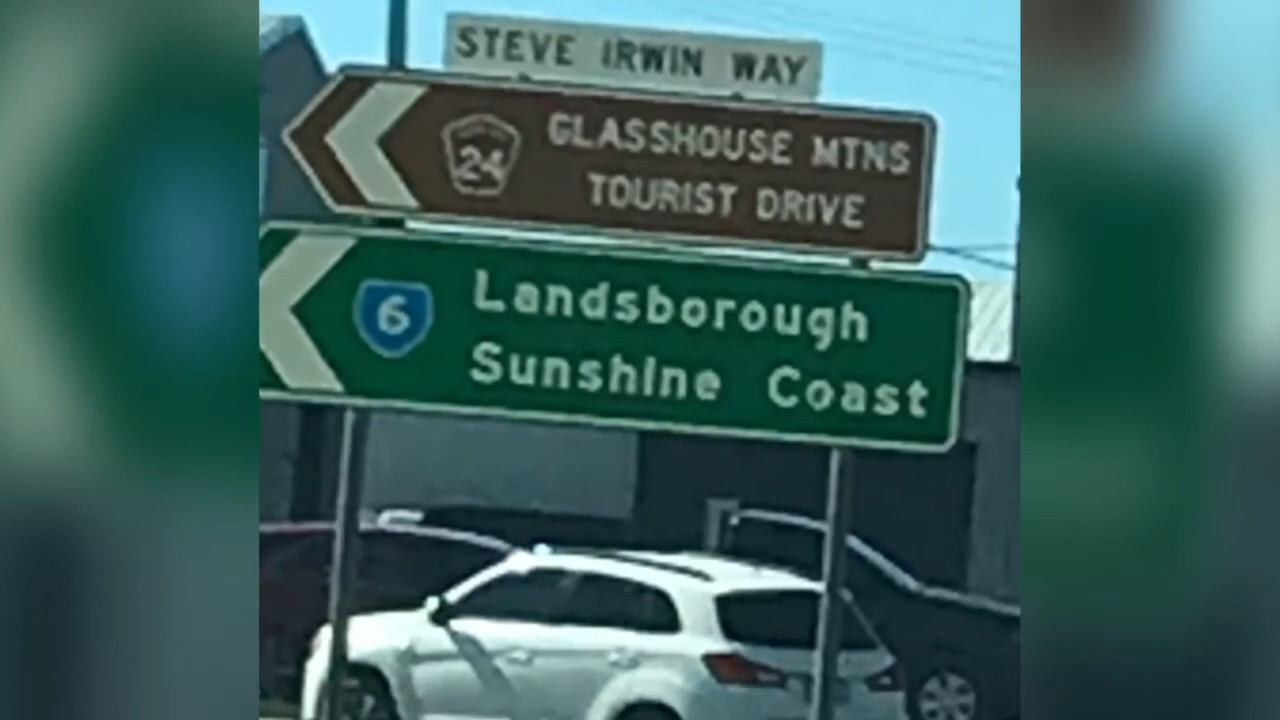 STEVE IRWIN WAY
24
GLASSHOUSE MTNS
TOURIST DRIVE
6
Landsborough
Sunshine Coast